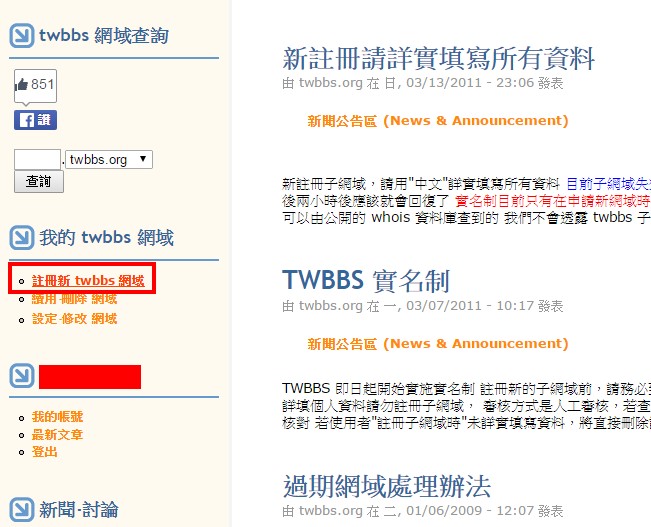 twbbs 網域查詢
851
讚
.twbbs.org
查詢
我的 twbbs 網域
註冊新 twbbs 網域
續用‧刪除 網域
設定‧修改 網域
我的帳號
最新文章
登出
新聞‧討論
新註冊請詳實填寫所有資料
由 twbbs.org 在 日, 03/13/2011 - 23:06 發表
新聞公告區 (News & Announcement)
新註冊子網域，請用"中文"詳實填寫所有資料 目前子網域失
後兩小時後應該就會回復了 實名制目前只有在申請新網域時
可以由公開的 whois 資料庫查到的 我們不會透露 twbbs 子
TWBBS 實名制
由 twbbs.org 在 一, 03/07/2011 - 10:17 發表
新聞公告區 (News & Announcement)
TWBBS 即日起開始實施實名制 註冊新的子網域前，請務必
詳填個人資料請勿註冊子網域， 審核方式是人工審核，若查
核對 若使用者"註冊子網域時"未詳實填寫資料，將直接刪除
過期網域處理辦法
由 twbbs.org 在 二, 01/06/2009 - 12:07 發表